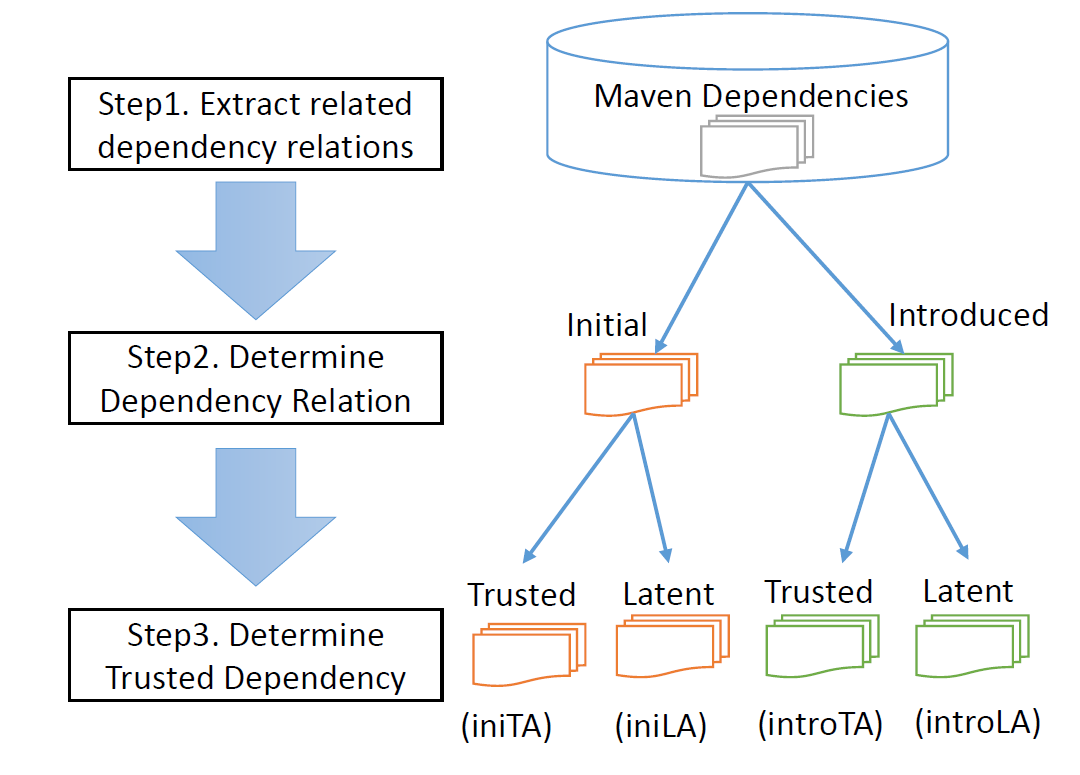 Step1. Extract related
dependency relations
Maven Dependencies
Initial
Introduced
Step2. Determine
Dependency Relation
Trusted
Latent
Trusted
Latent
Step3. Determine
Trusted Dependency
(iniTA)
(iniLA)
(introTA)
(introLA)